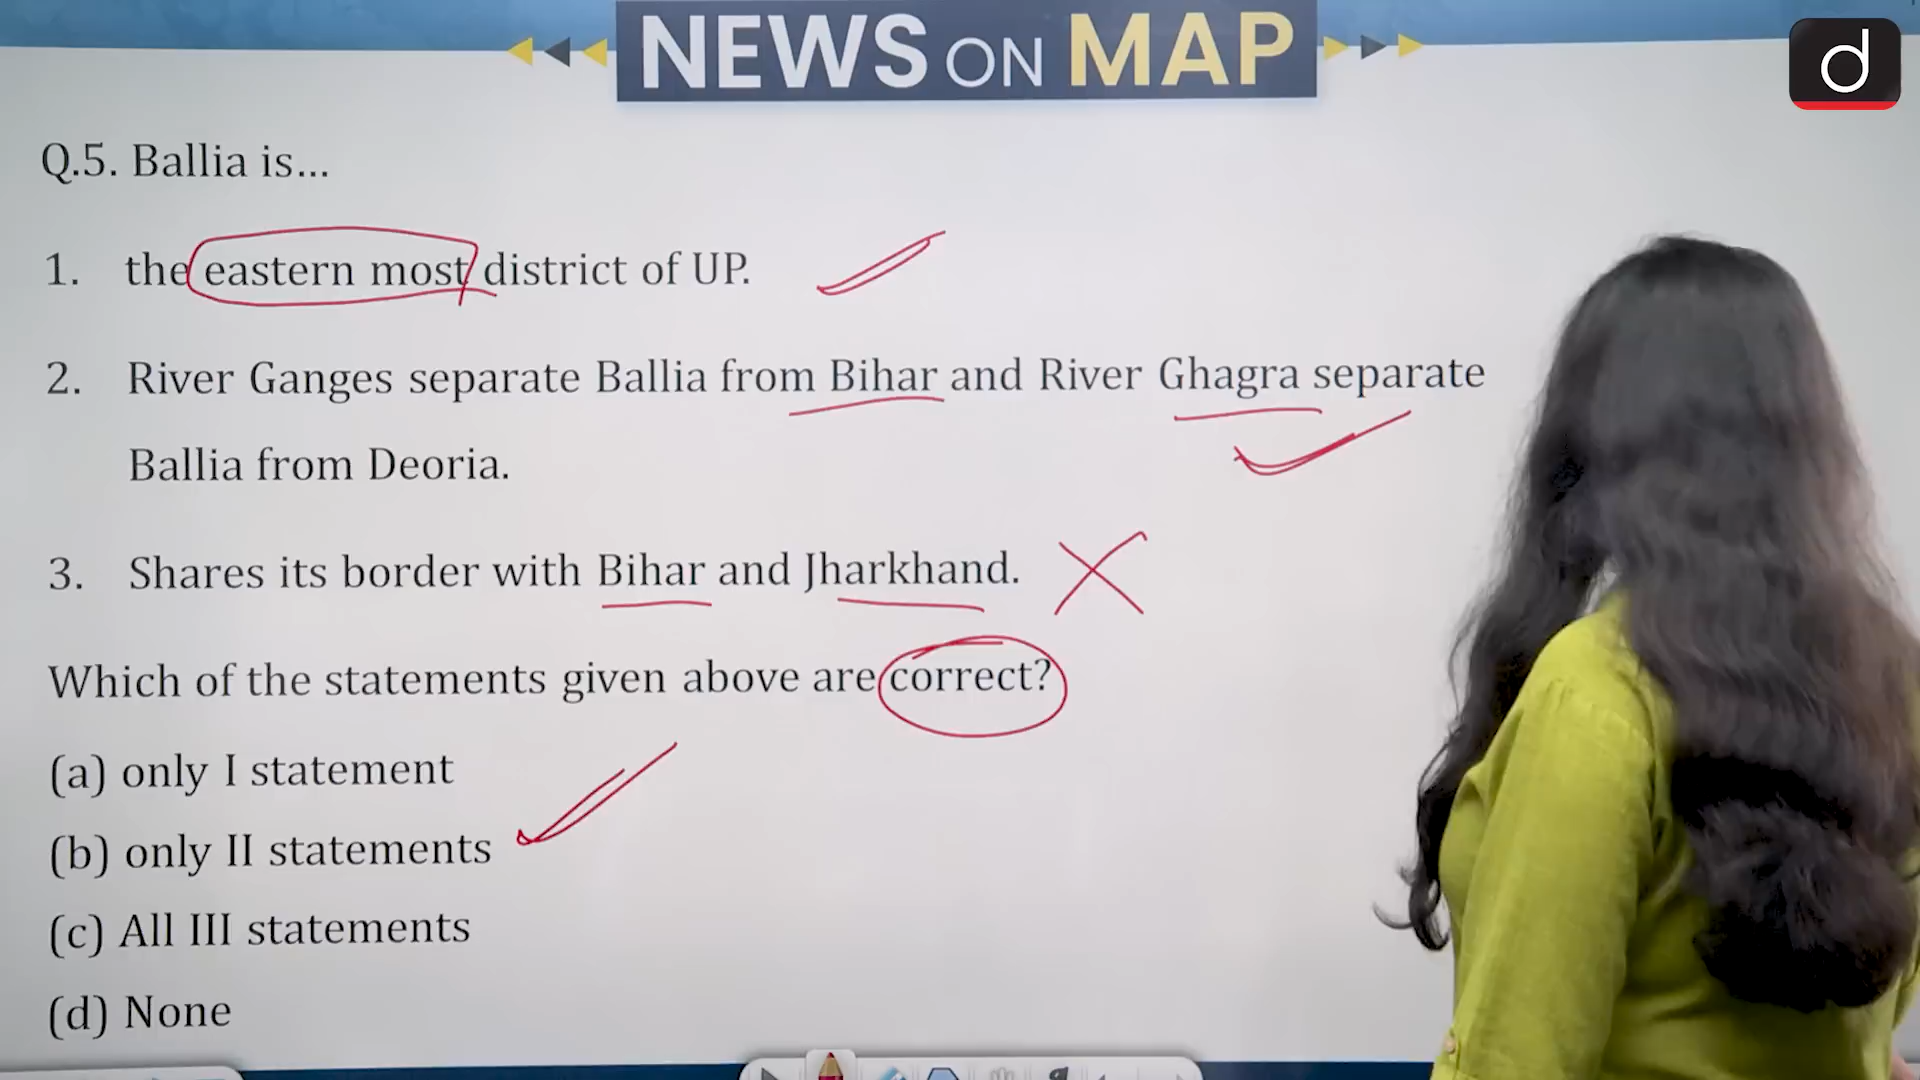 NEWS ON MAP
d
Q.5. Ballia is...
1. the eastern most district of UP.
2. River Ganges separate Ballia from Bihar and River Ghagra separate
Ballia from Deoria.
3. Shares its border with Bihar and Jharkhand.
Which of the statements given above are correct?
(a) only I statement
(b) only II statements
(c) All III statements
(d) None